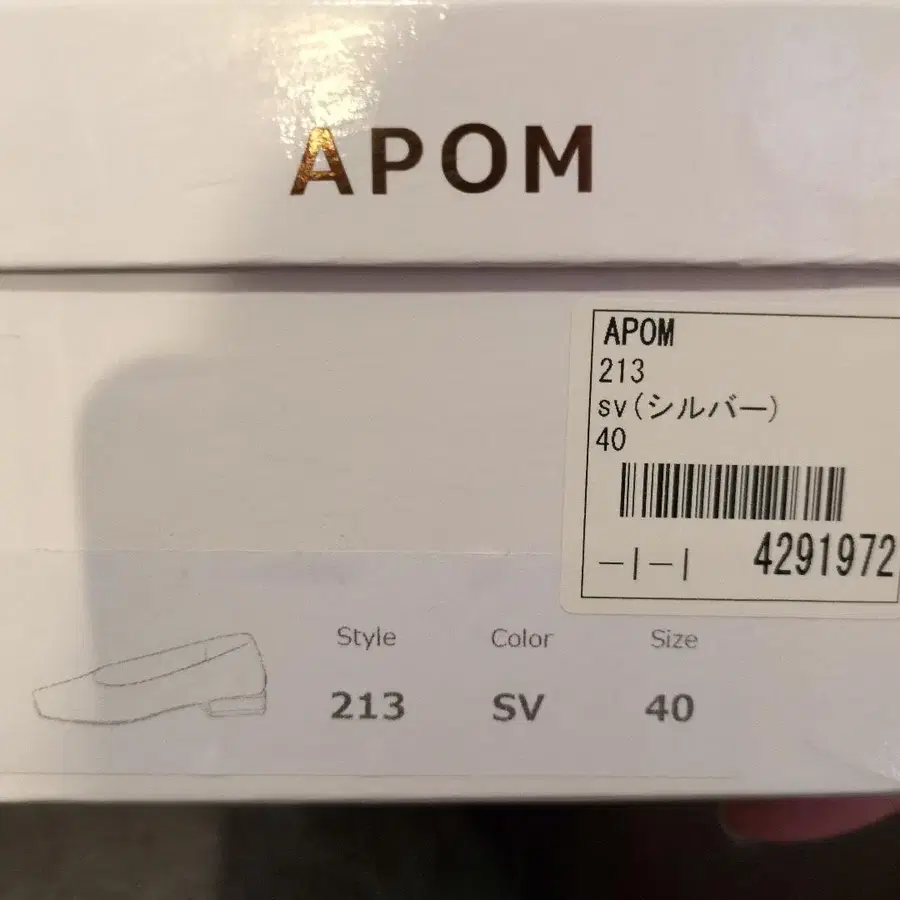 APOM
APOM
213
sv(シルバー)
40
—|—| 4291972
Style Color Size
213 SV 40